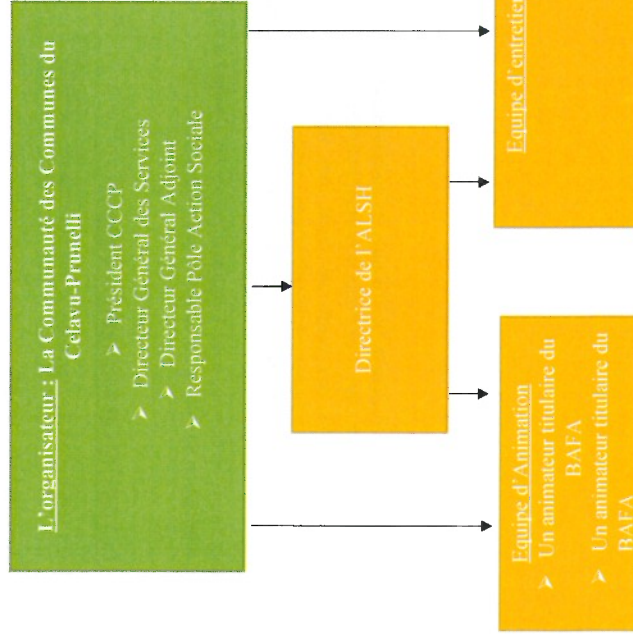 L'organisateur : La Communauté des Communes du
Celavu-Prunelli
➤ Président CCCP
➤ Directeur Général des Services
➤ Directeur Général Adjoint
➤ Responsable Pôle Action Sociale
Directrice de l'ALSH
Equipe d'Animation
➤ Un animateur titulaire du
BAFA
➤ Un animateur titulaire du
BAFA
Equipe d'entretien